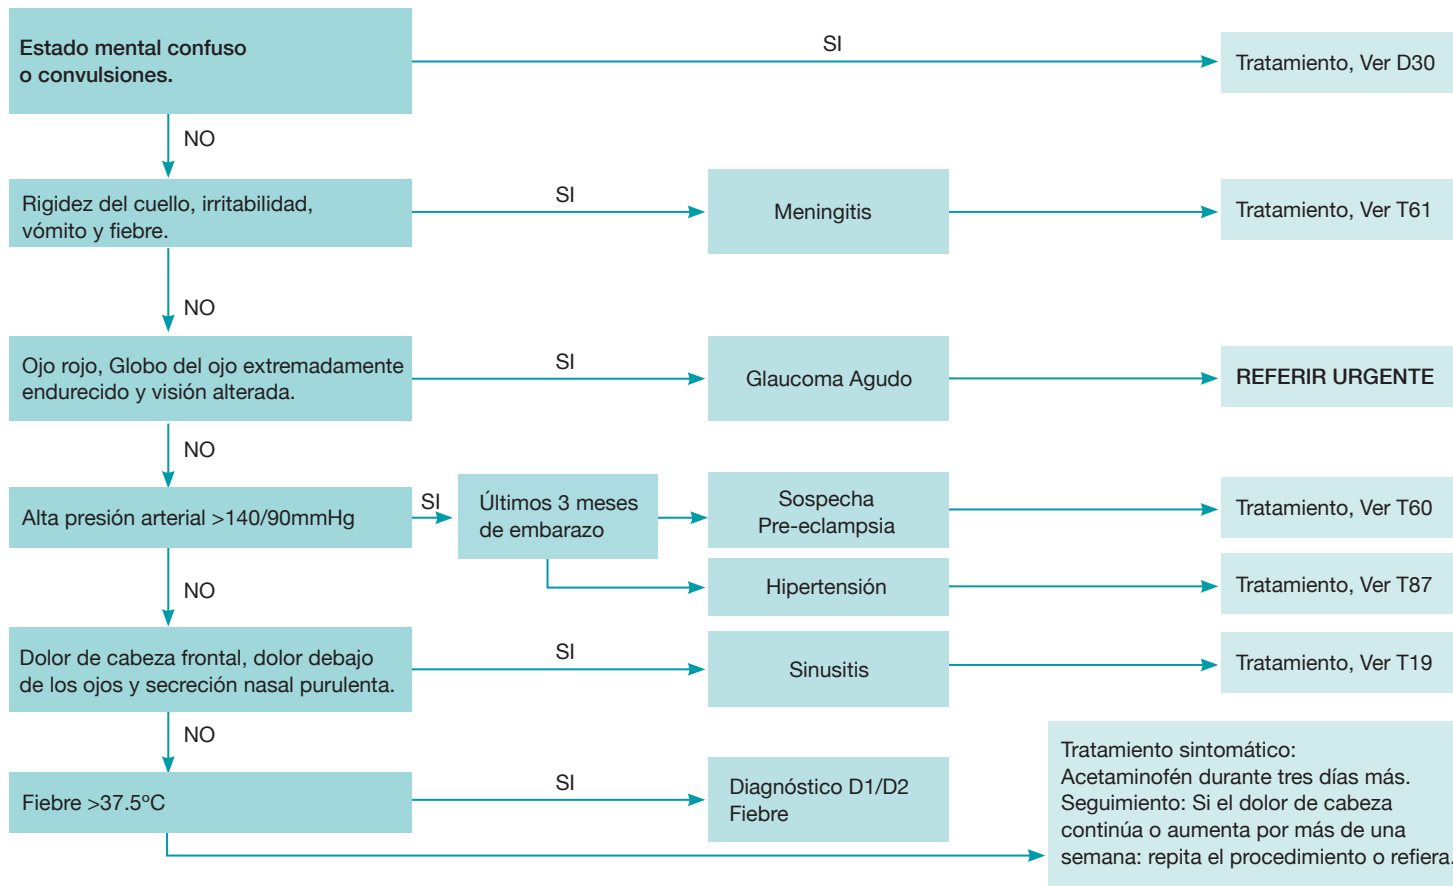 Estado mental confuso
o convulsiones.
SI
Tratamiento, Ver D30
NO
Rigidez del cuello, irritabilidad,
vómito y fiebre.
SI
Meningitis
Tratamiento, Ver T61
NO
Ojo rojo, Globo del ojo extremadamente
endurecido y visión alterada.
SI
Glaucoma Agudo
REFERIR URGENTE
NO
Alta presión arterial >140/90mmHg
SI
Últimos 3 meses
de embarazo
Sospecha
Pre-eclampsia
Tratamiento, Ver T60
Hipertensión
Tratamiento, Ver T87
NO
Dolor de cabeza frontal, dolor debajo
de los ojos y secreción nasal purulenta.
SI
Sinusitis
Tratamiento, Ver T19
NO
Fiebre >37.5ºC
SI
Diagnóstico D1/D2
Fiebre
Tratamiento sintomático:
Acetaminofén durante tres días más.
Seguimiento: Si el dolor de cabeza
continúa o aumenta por más de una
semana: repita el procedimiento o refiera.